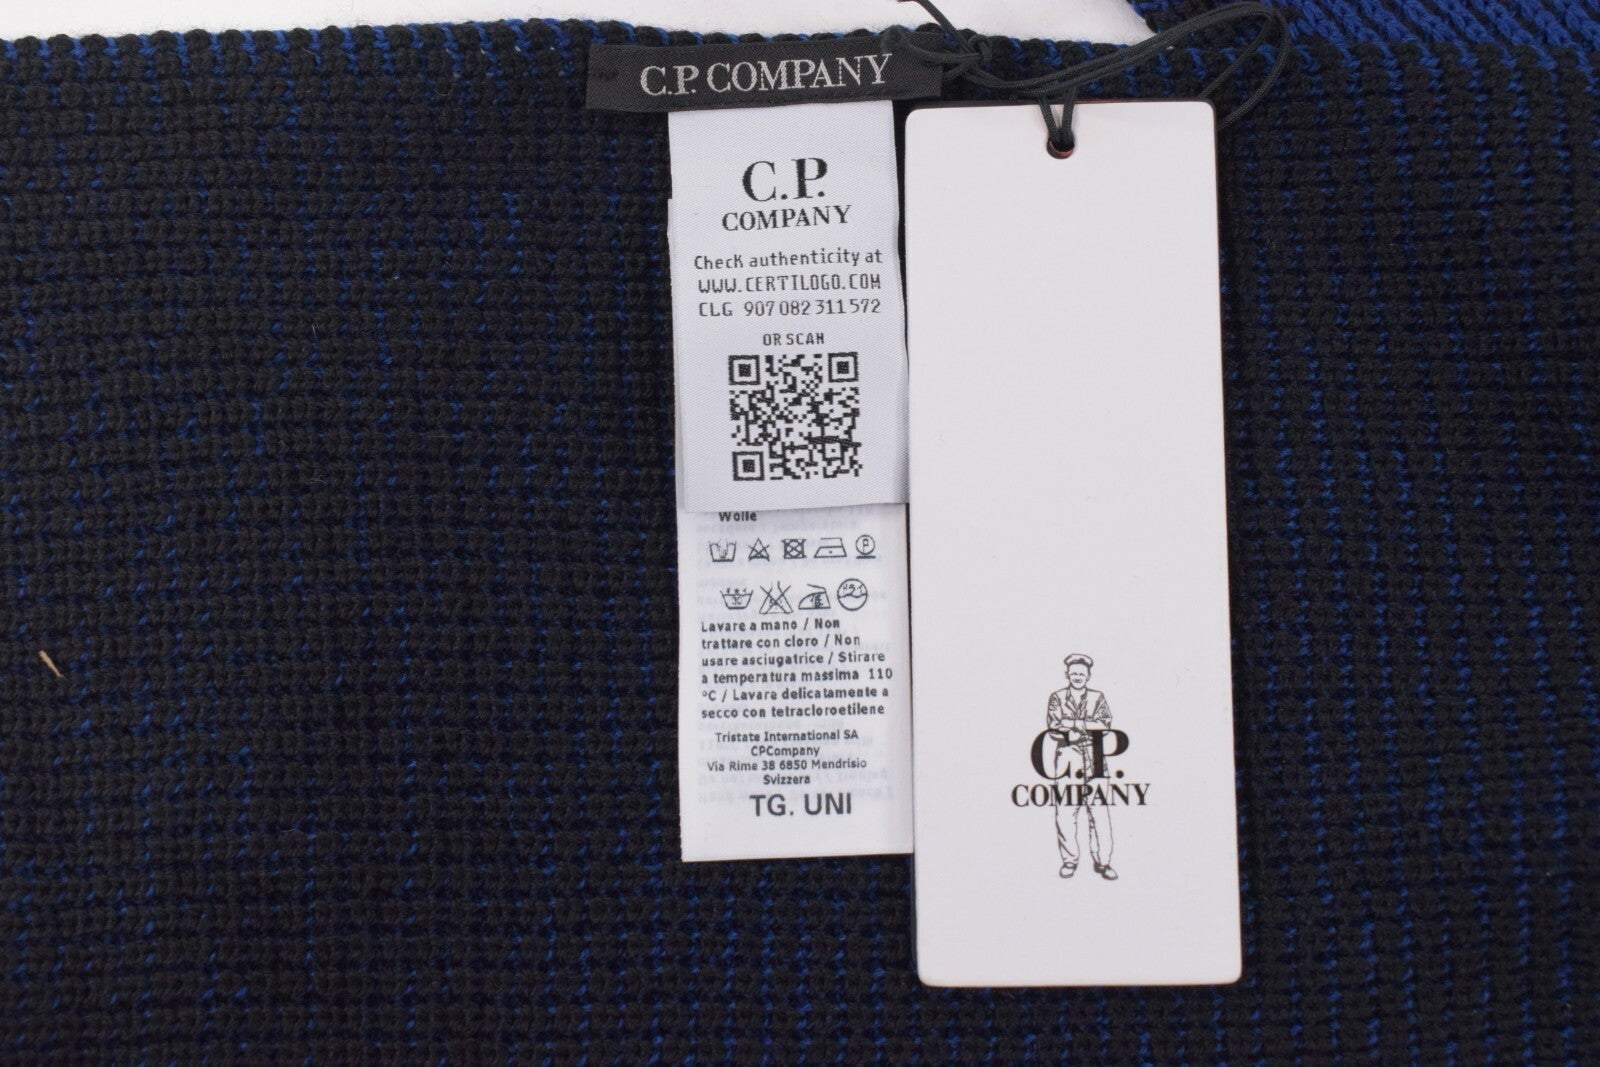 C.P. COMPANY
C.P.
COMPANY
Check authenticity at
WWW.CERTILOGO.COM
CLG 907 082 311 572
OR SCAN
Wolle
Lavare a mano / Non
trattare con cloro / Non
usare asciugatrice / Stirare
a temperatura massima 110
°C / Lavare delicatamente a
secco con tetracloroetilene
Tristate International SA
CPCompany
Via Rime 38 6850 Mendrisio
Svizzera
TG. UNI
C.P.
COMPANY